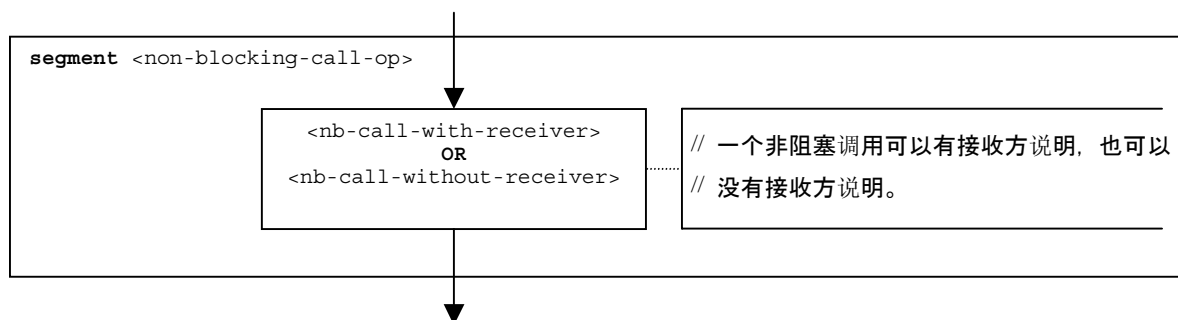 segment <non-blocking-call-op>
<nb-call-with-receiver>
OR
<nb-call-without-receiver>
// 一个非阻塞调用可以有接收方说明，也可以
// 没有接收方说明。